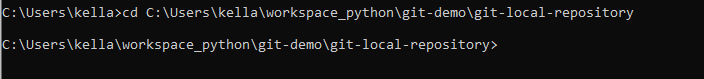 C:\Users\kella>cd C:\Users\kella\workspace_python\git-demo\git-local-repository
C:\Users\kella\workspace_python\git-demo\git-local-repository>